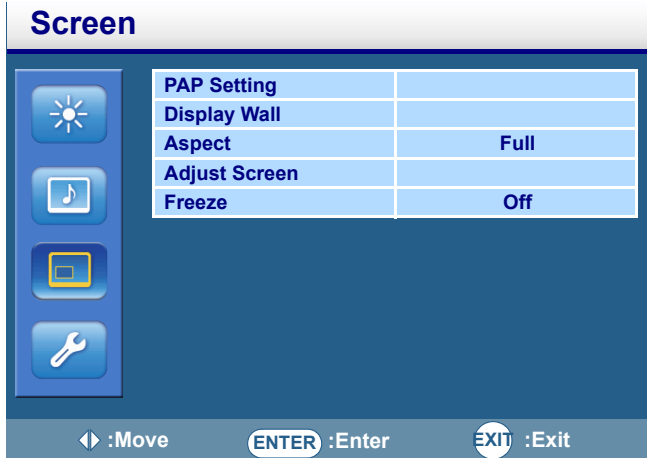 Screen
PAP Setting
Display Wall
Aspect Full
Adjust Screen
Freeze Off
:Move ENTER :Enter EXIT :Exit